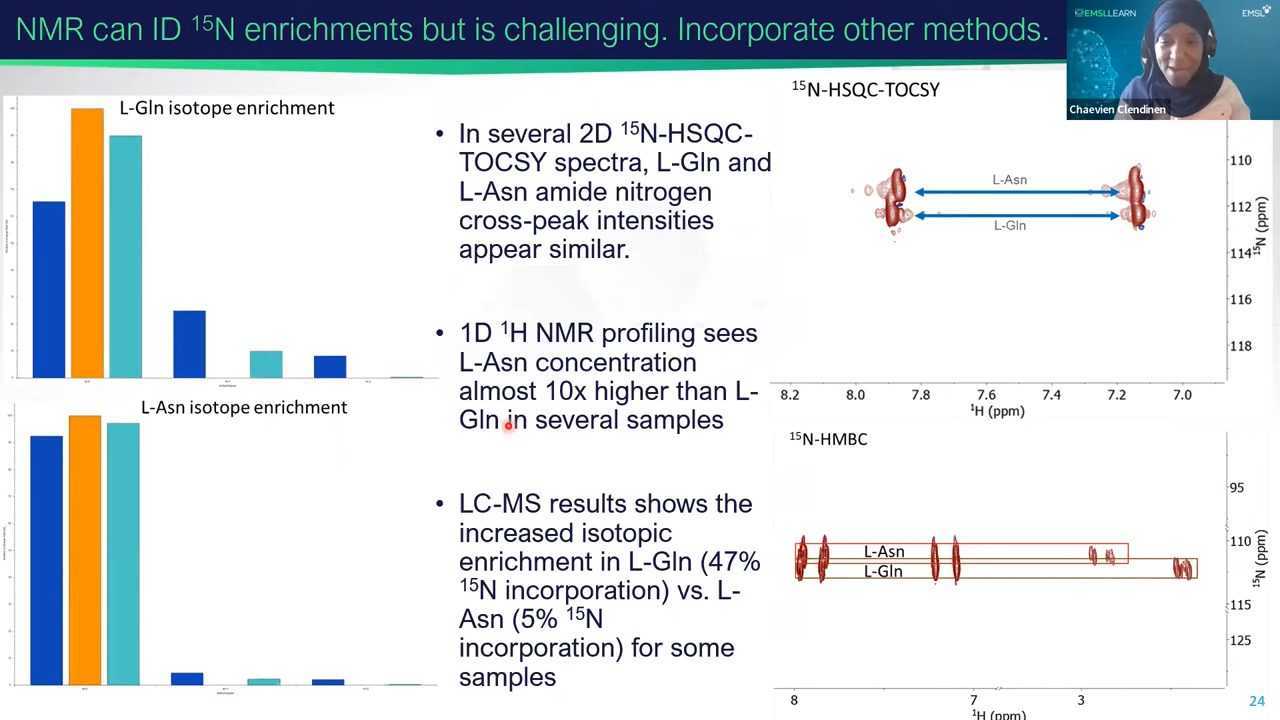 NMR can ID ¹⁵N enrichments but is challenging. Incorporate other methods.
EMSLLEARN
EMSL
Chaevien Clendinen
L-Gln isotope enrichment
L-Asn isotope enrichment
• In several 2D ¹⁵N-HSQC-
TOCSY spectra, L-Gln and
L-Asn amide nitrogen
cross-peak intensities
appear similar.
• 1D ¹H NMR profiling sees
L-Asn concentration
almost 10x higher than L-
Gln in several samples
• LC-MS results shows the
increased isotopic
enrichment in L-Gln (47%
¹⁵N incorporation) vs. L-
Asn (5% ¹⁵N
incorporation) for some
samples
¹⁵N-HSQC-TOCSY
L-Asn
L-Gln
110
112
114
116
118
¹⁵N (ppm)
8.2 8.0 7.8 7.6 7.4 7.2 7.0
¹H (ppm)
¹⁵N-HMBC
L-Asn
L-Gln
95
110
115
125
¹⁵N (ppm)
8 7 3
¹H (ppm)
24